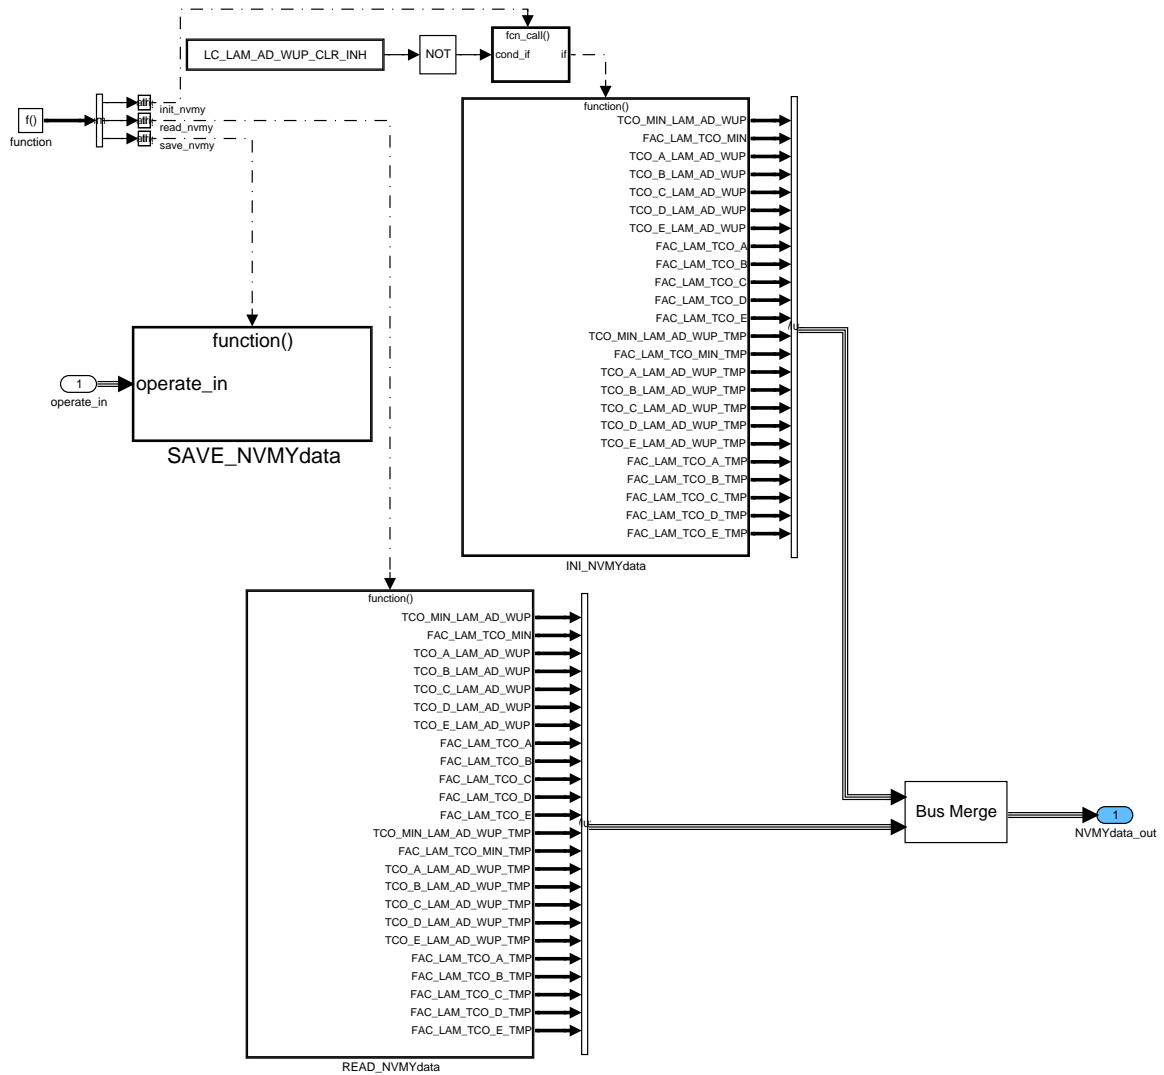 fcn_call()
LC_LAM_AD_WUP_CLR_INH
NOT
cond_if
if
f()
function
init_nvmy
read_nvmy
save_nvmy
function()
TCO_MIN_LAM_AD_WUP
FAC_LAM_TCO_MIN
TCO_A_LAM_AD_WUP
TCO_B_LAM_AD_WUP
TCO_C_LAM_AD_WUP
TCO_D_LAM_AD_WUP
TCO_E_LAM_AD_WUP
FAC_LAM_TCO_A
FAC_LAM_TCO_B
FAC_LAM_TCO_C
FAC_LAM_TCO_D
FAC_LAM_TCO_E
TCO_MIN_LAM_AD_WUP_TMP
FAC_LAM_TCO_MIN_TMP
TCO_A_LAM_AD_WUP_TMP
TCO_B_LAM_AD_WUP_TMP
TCO_C_LAM_AD_WUP_TMP
TCO_D_LAM_AD_WUP_TMP
TCO_E_LAM_AD_WUP_TMP
FAC_LAM_TCO_A_TMP
FAC_LAM_TCO_B_TMP
FAC_LAM_TCO_C_TMP
FAC_LAM_TCO_D_TMP
FAC_LAM_TCO_E_TMP
INI_NVMYdata
function()
operate_in
1
operate_in
SAVE_NVMYdata
function()
TCO_MIN_LAM_AD_WUP
FAC_LAM_TCO_MIN
TCO_A_LAM_AD_WUP
TCO_B_LAM_AD_WUP
TCO_C_LAM_AD_WUP
TCO_D_LAM_AD_WUP
TCO_E_LAM_AD_WUP
FAC_LAM_TCO_A
FAC_LAM_TCO_B
FAC_LAM_TCO_C
FAC_LAM_TCO_D
FAC_LAM_TCO_E
TCO_MIN_LAM_AD_WUP_TMP
FAC_LAM_TCO_MIN_TMP
TCO_A_LAM_AD_WUP_TMP
TCO_B_LAM_AD_WUP_TMP
TCO_C_LAM_AD_WUP_TMP
TCO_D_LAM_AD_WUP_TMP
TCO_E_LAM_AD_WUP_TMP
FAC_LAM_TCO_A_TMP
FAC_LAM_TCO_B_TMP
FAC_LAM_TCO_C_TMP
FAC_LAM_TCO_D_TMP
FAC_LAM_TCO_E_TMP
READ_NVMYdata
Bus Merge
1
NVMYdata_out